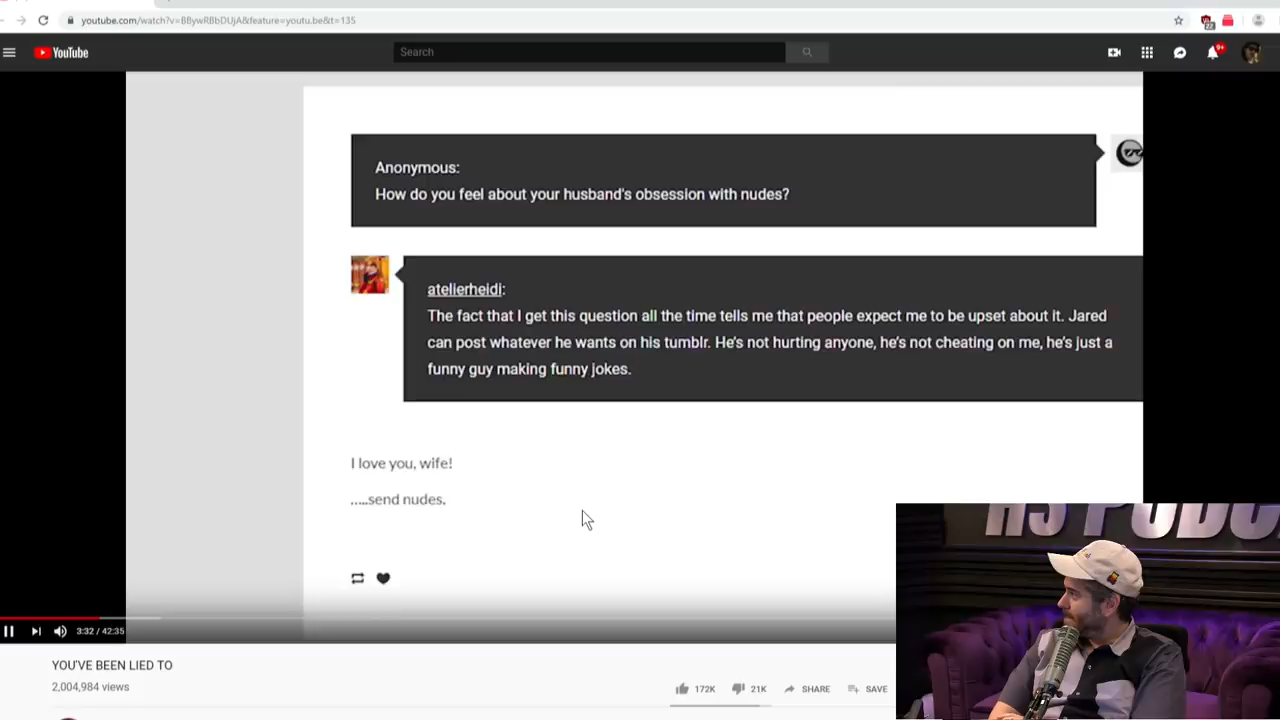 youtube.com/watch?v=BBywRBbDUjA&feature=youtu.be&t=135
22
YouTube
Search
9+
Anonymous:
How do you feel about your husband's obsession with nudes?
atelierheidi:
The fact that I get this question all the time tells me that people expect me to be upset about it. Jared
can post whatever he wants on his tumblr. He's not hurting anyone, he's not cheating on me, he's just a
funny guy making funny jokes.
I love you, wife!
.....send nudes.
H3 PODC
3:32 / 42:35
YOU'VE BEEN LIED TO
2,004,984 views
172K
21K
SHARE
SAVE